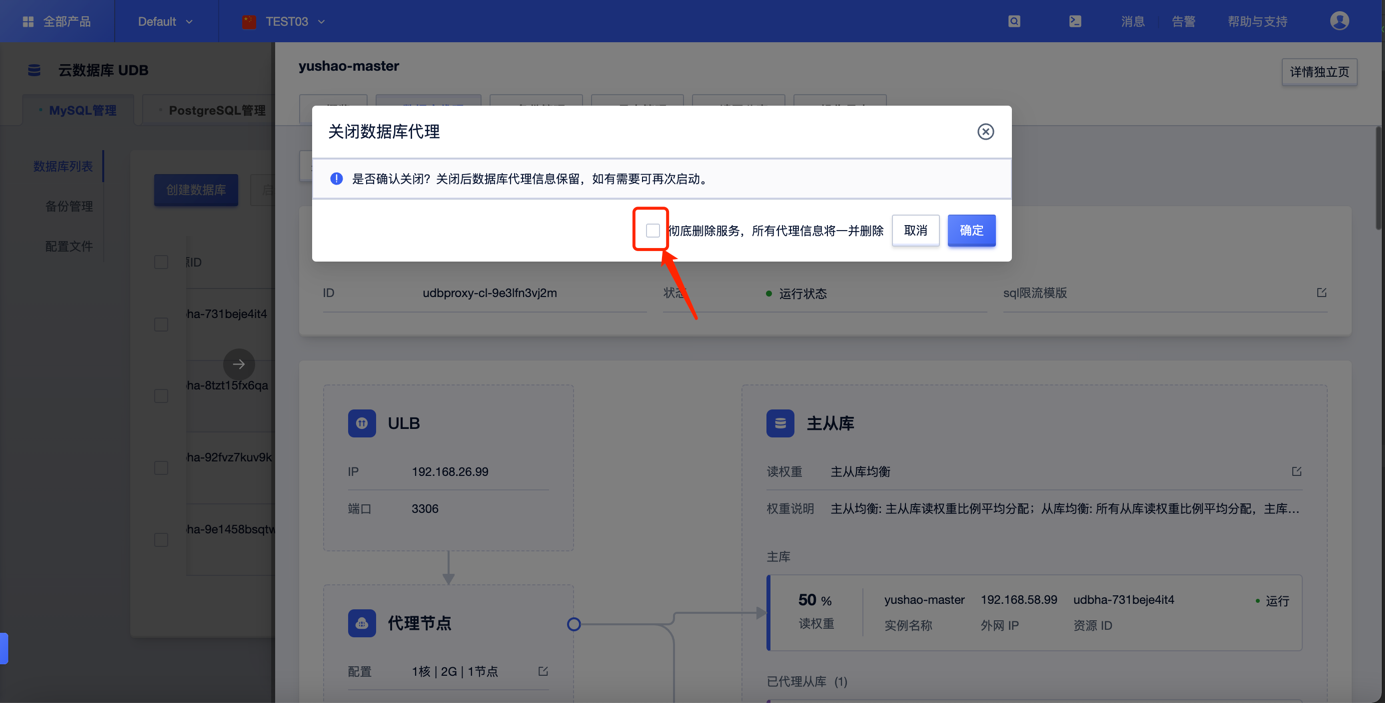 全部产品
Default
TEST03
消息
告警
帮助与支持
云数据库 UDB
MySQL管理
PostgreSQL管理
数据库列表
备份管理
配置文件
创建数据库
ID
ha-731beje4it4
ha-8tzt15fx6qa
ha-92fvz7kuv9k
ha-9e1458bsqtw
yushao-master
详情独立页
关闭数据库代理
是否确认关闭？关闭后数据库代理信息保留，如有需要可再次启动。
彻底删除服务，所有代理信息将一并删除
取消
确定
ID
udbproxy-cl-9e3lfn3vj2m
状态
运行状态
sql限流模版
ULB
IP
192.168.26.99
端口
3306
代理节点
配置
1核 | 2G | 1节点
主从库
读权重
主从库均衡
权重说明
主从均衡: 主从库读权重比例平均分配；从库均衡: 所有从库读权重比例平均分配，主库...
主库
50 %
读权重
yushao-master
192.168.58.99
udbha-731beje4it4
运行
实例名称
外网 IP
资源 ID
已代理从库 (1)